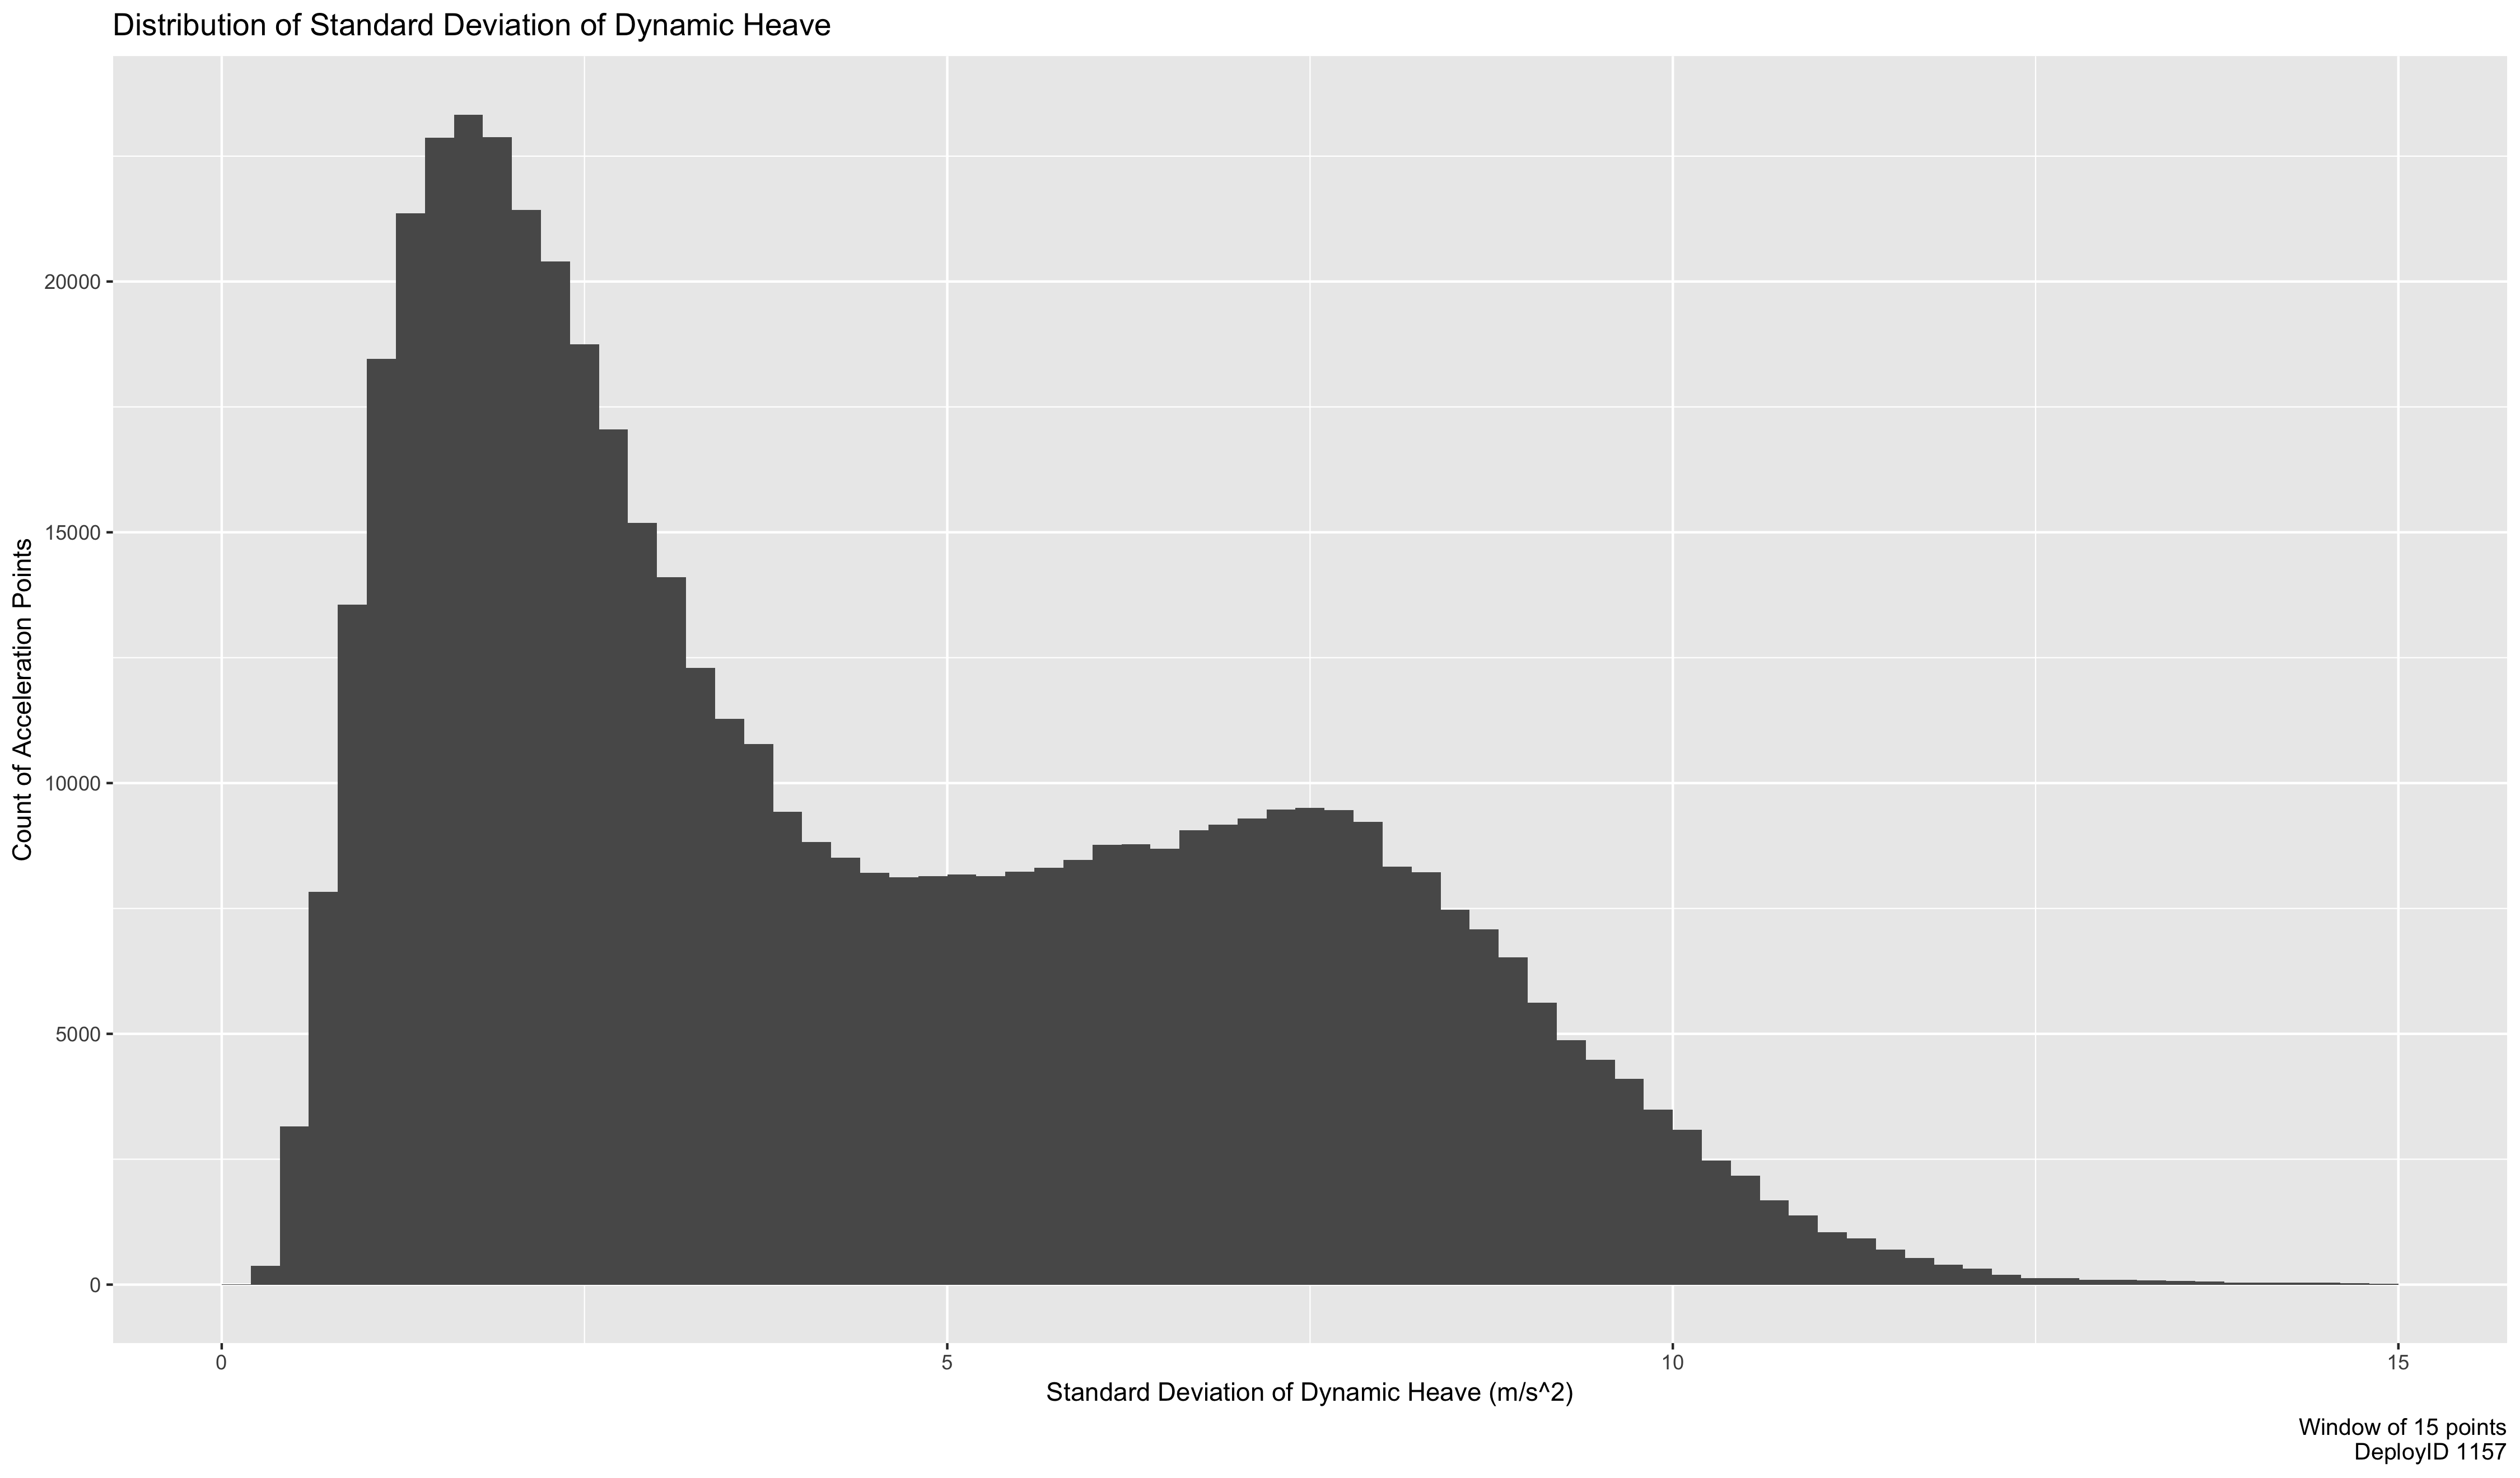 Distribution of Standard Deviation of Dynamic Heave
Count of Acceleration Points
20000
15000
10000
5000
0
0
5
10
15
Standard Deviation of Dynamic Heave (m/s^2)
Window of 15 points
DeployID 1157